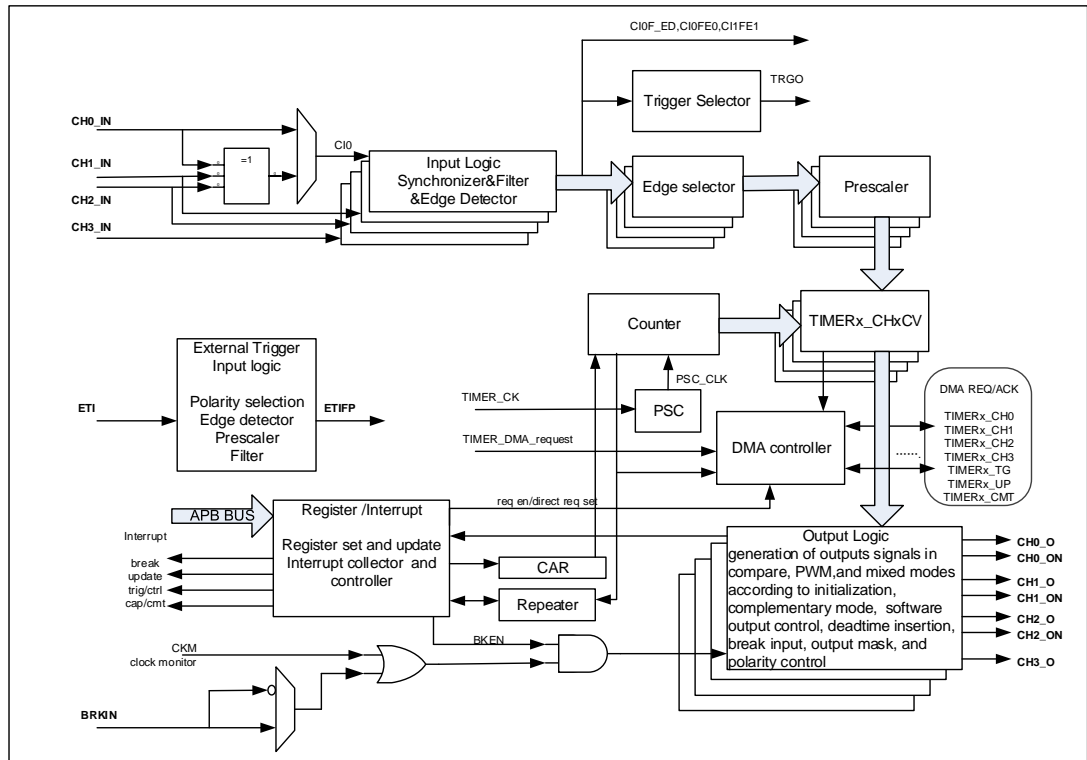 CI0F_ED,CI0FE0,CI1FE1
TRGO
Trigger Selector
CH0_IN
CH1_IN
CH2_IN
CH3_IN
=1
CI0
Input Logic
Synchronizer&Filter
&Edge Detector
Edge selector
Prescaler
Counter
TIMERx_CHxCV
External Trigger
Input logic
Polarity selection
Edge detector
Prescaler
Filter
ETI
ETIFP
PSC_CLK
TIMER_CK
PSC
TIMER_DMA_request
DMA controller
DMA REQ/ACK
TIMERx_CH0
TIMERx_CH1
TIMERx_CH2
TIMERx_CH3
TIMERx_TG
TIMERx_UP
TIMERx_CMT
…….
req en/direct req set
APB BUS
Register /Interrupt
Register set and update
Interrupt collector and
controller
Interrupt
break
update
trig/ctrl
cap/cmt
CAR
Repeater
BKEN
CKM
clock monitor
BRKIN
Output Logic
generation of outputs signals in
compare, PWM,and mixed modes
according to initialization,
complementary mode, software
output control, deadtime insertion,
break input, output mask, and
polarity control
CH0_O
CH0_ON
CH1_O
CH1_ON
CH2_O
CH2_ON
CH3_O